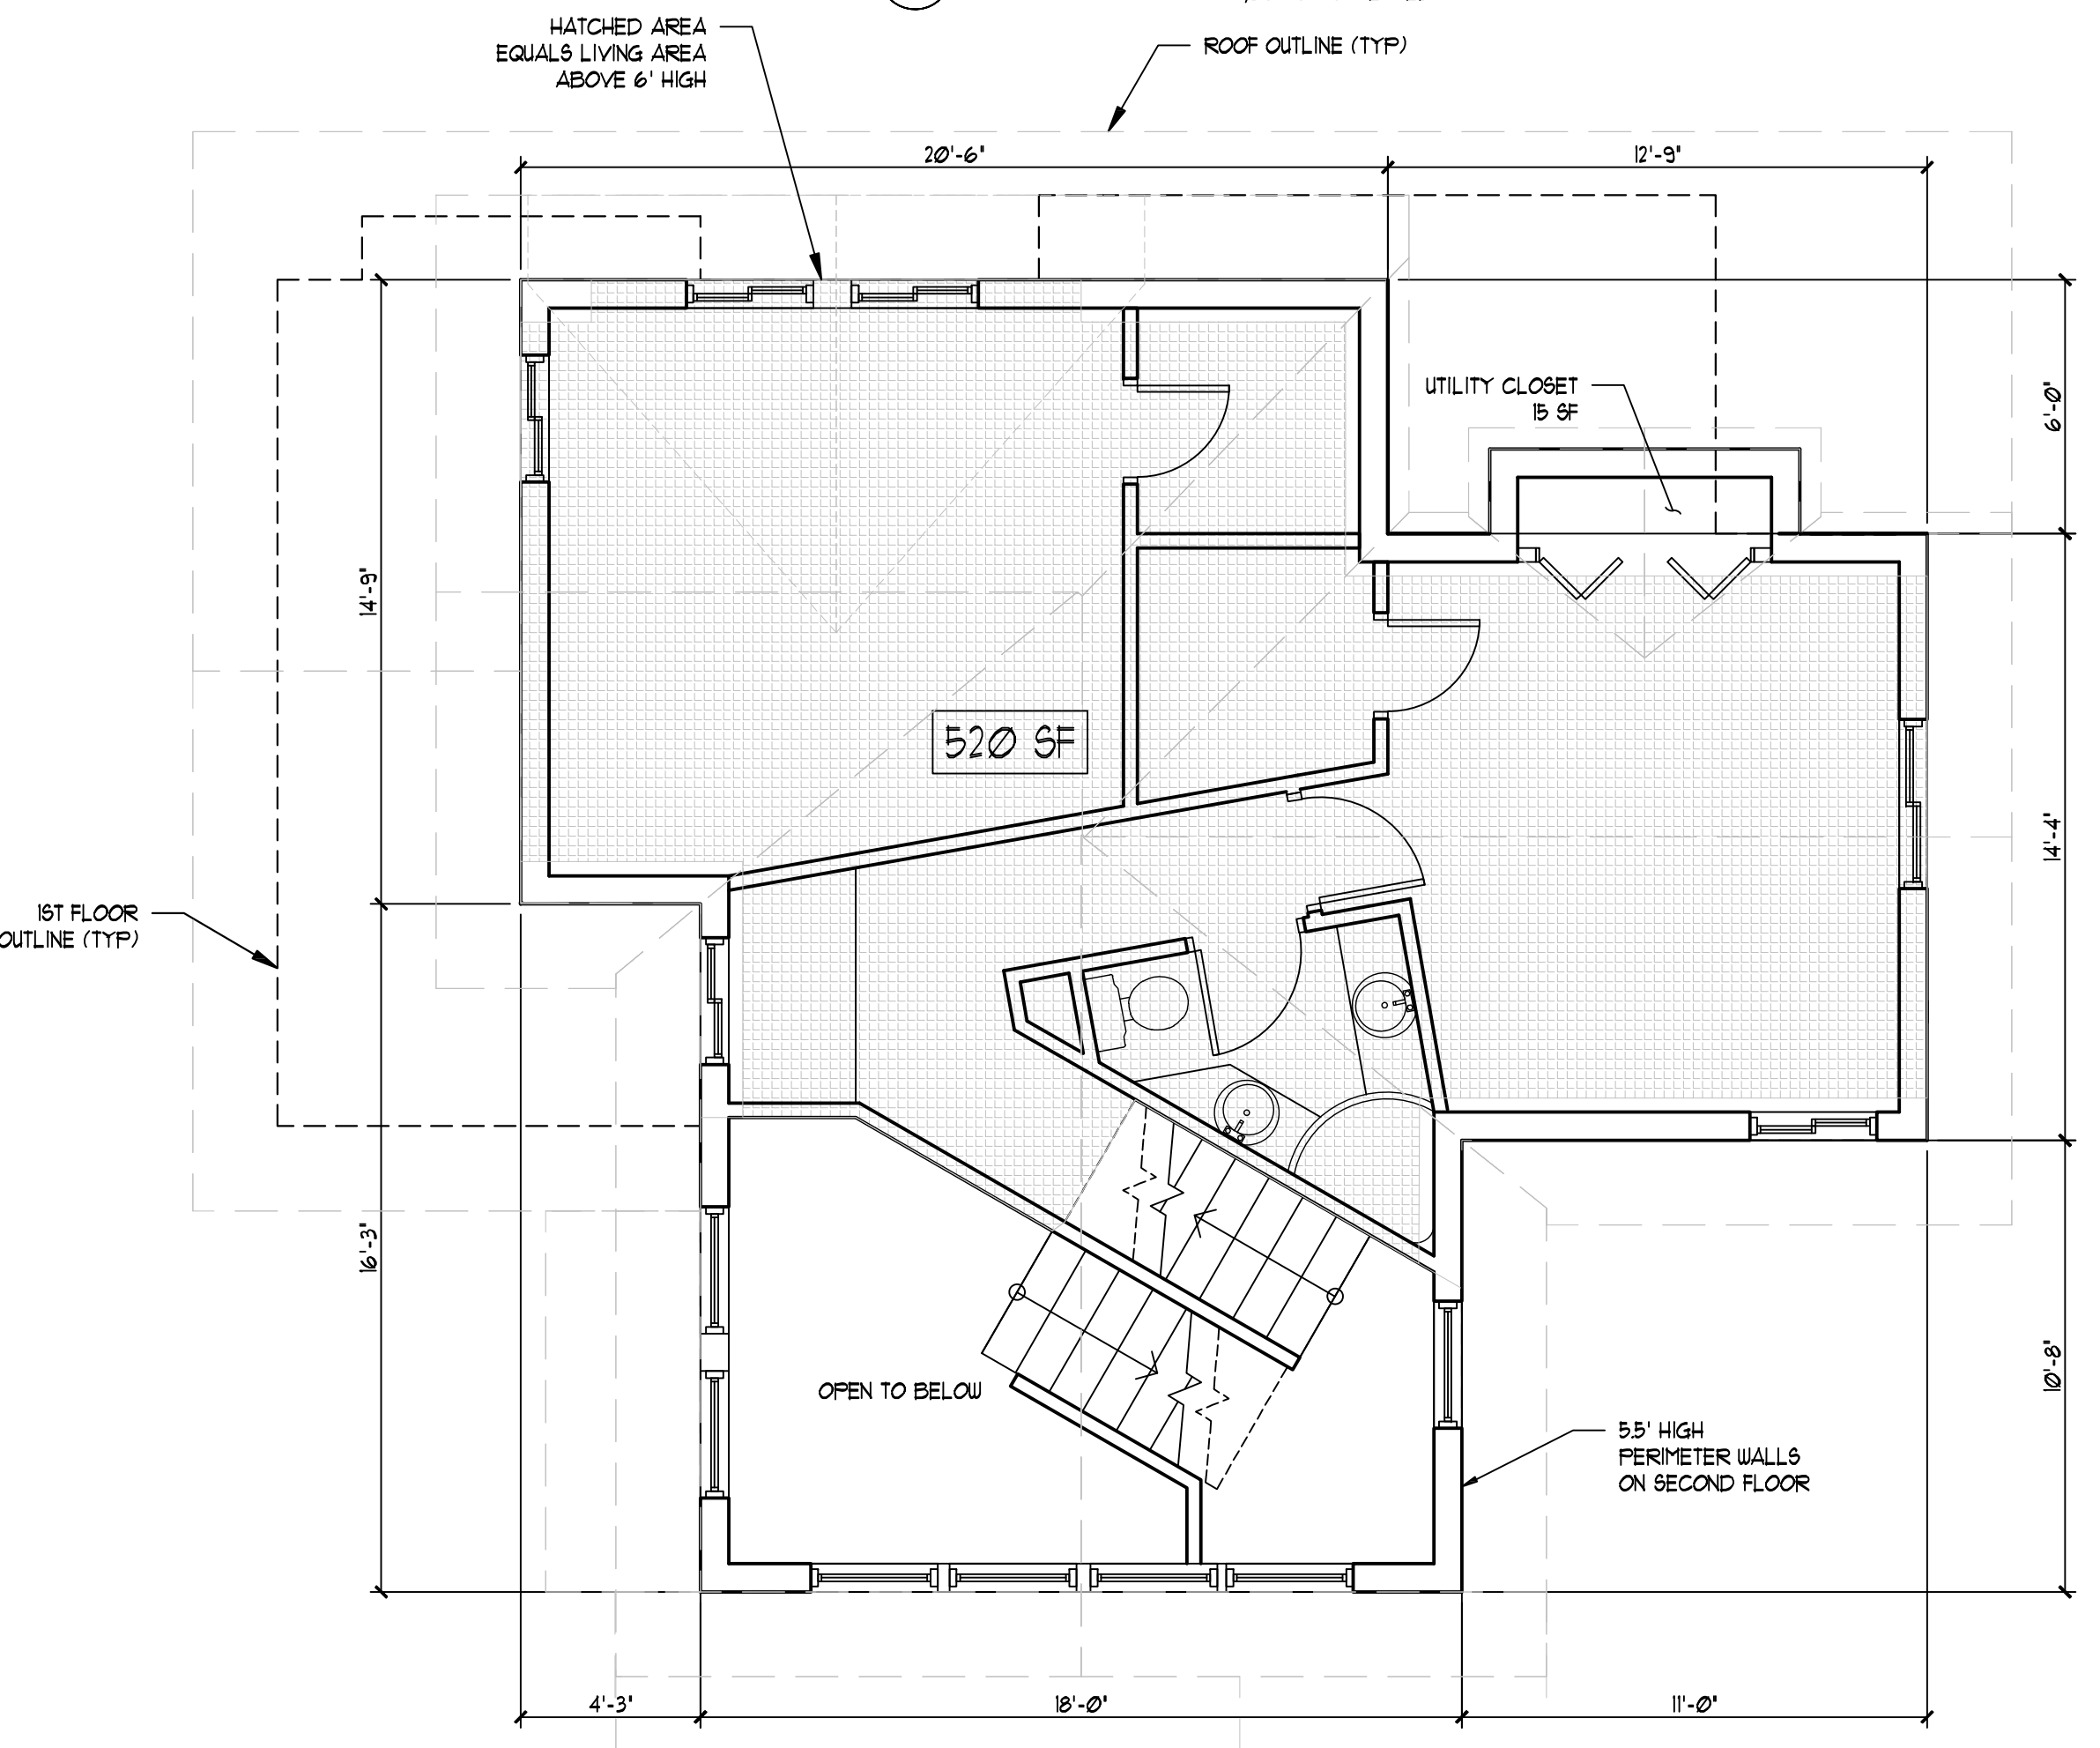 HATCHED AREA
EQUALS LIVING AREA
ABOVE 6' HIGH
ROOF OUTLINE (TYP)
20'-6"
12'-9"
UTILITY CLOSET
15 SF
6'-0"
14'-9"
520 SF
14'-4"
1ST FLOOR
OUTLINE (TYP)
16'-3"
OPEN TO BELOW
10'-8"
5.5' HIGH
PERIMETER WALLS
ON SECOND FLOOR
4'-3"
18'-0"
11'-0"